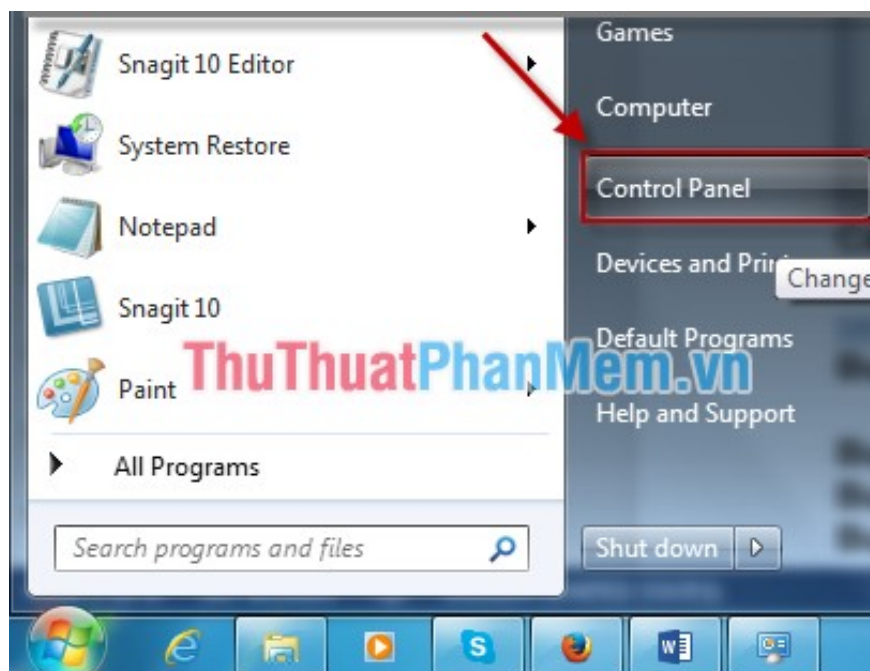 Snagit 10 Editor
System Restore
Notepad
Snagit 10
Paint
All Programs
Search programs and files
Games
Computer
Control Panel
Devices and Prin
Change
Default Programs
Help and Support
Shut down
ThuThuatPhanMem.vn